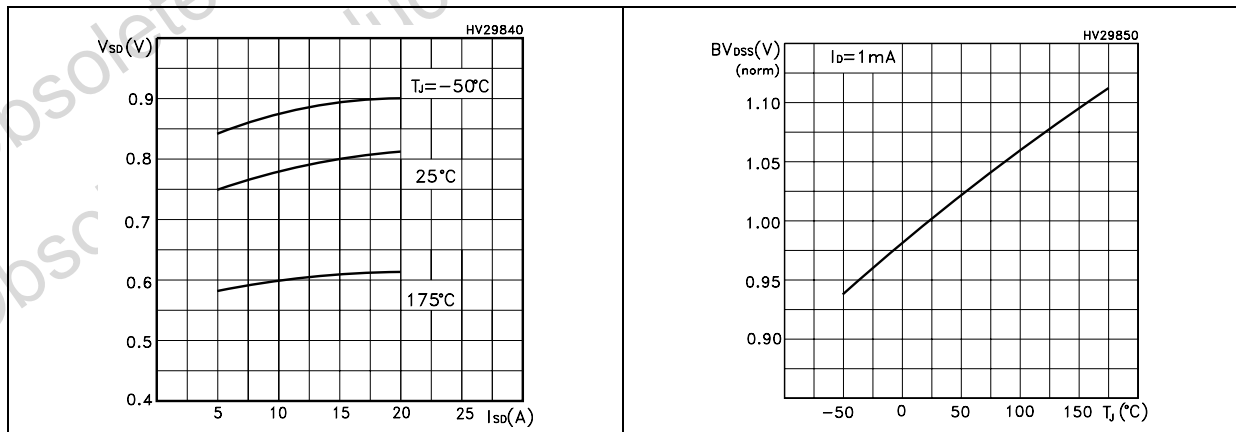 Obsolete
Obso
HV29840
VSD(V)
TJ=-50°C
0.9
0.8
25°C
0.7
0.6
175°C
0.5
0.4
5 10 15 20 25 ISD(A)
HV29850
BVDSS(V)
(norm)
ID=1mA
1.10
1.05
1.00
0.95
0.90
-50 0 50 100 150 TJ(°C)